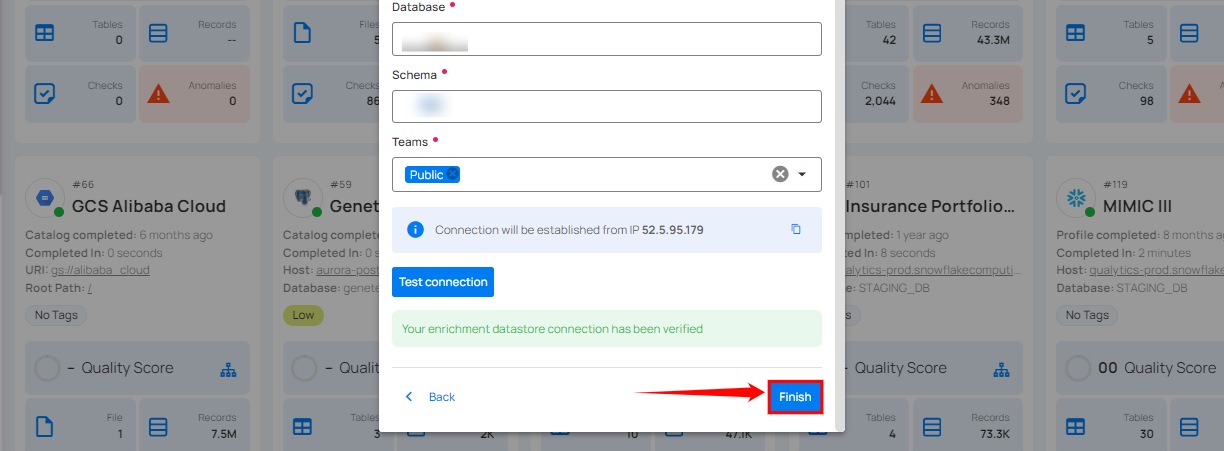 Database
Tables
0
Records
--
Files
5
Tables
42
Records
43.3M
Tables
5
Checks
0
Anomalies
0
Checks
86
Checks
2,044
Anomalies
348
Checks
98
Schema
Teams
Public
#66
GCS Alibaba Cloud
Catalog completed: 6 months ago
Completed In: 0 seconds
URI: gs://alibaba_cloud
Root Path: /
No Tags
#59
Genet
Catalog com
Completed In
Host: aurora-post
Database: genete
Low
#101
Insurance Portfolio...
mpleted: 1 year ago
In: 8 seconds
ualytics-prod.snowflakecomputi...
: STAGING_DB
#119
MIMIC III
Profile completed: 8 months ago
Completed In: 2 minutes
Host: qualytics-prod.snowflake
Database: STAGING_DB
No Tags
Connection will be established from IP 52.5.95.179
Test connection
Your enrichment datastore connection has been verified
Back
Finish
– Quality Score
– Quality
Quality Score
00 Quality Score
File
1
Records
7.5M
Tables
3
2K
10
47.1K
Tables
4
Records
73.3K
Tables
30